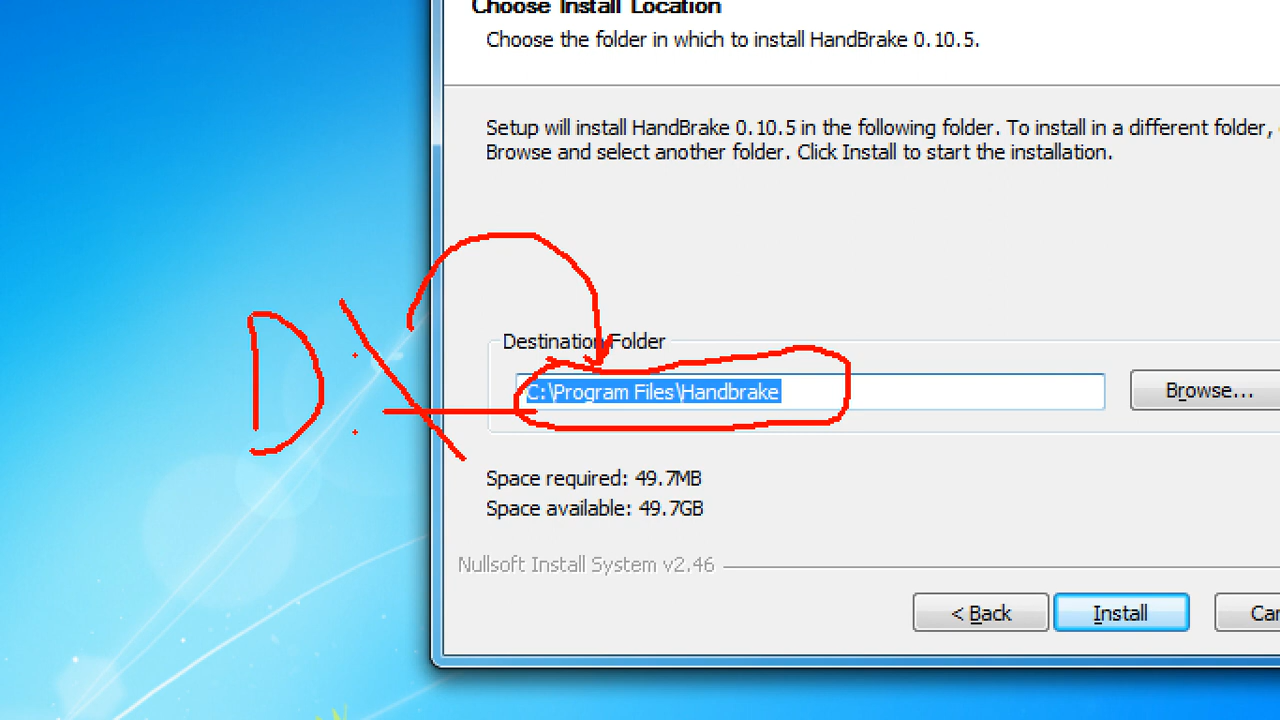 Choose Install Location
Choose the folder in which to install HandBrake 0.10.5.
Setup will install HandBrake 0.10.5 in the following folder. To install in a different folder,
Browse and select another folder. Click Install to start the installation.
D:\
Destination Folder
C:\Program Files\Handbrake
Browse...
Space required: 49.7MB
Space available: 49.7GB
Nullsoft Install System v2.46
< Back
Install